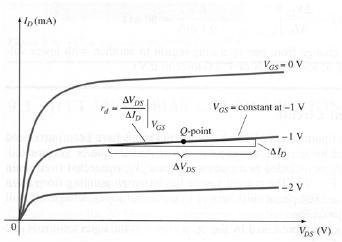 I_D (mA)
V_GS = 0 V
r_d = ΔV_DS / ΔI_D | V_GS
V_GS = constant at −1 V
Q-point
−1 V
ΔI_D
ΔV_DS
−2 V
0
V_DS (V)